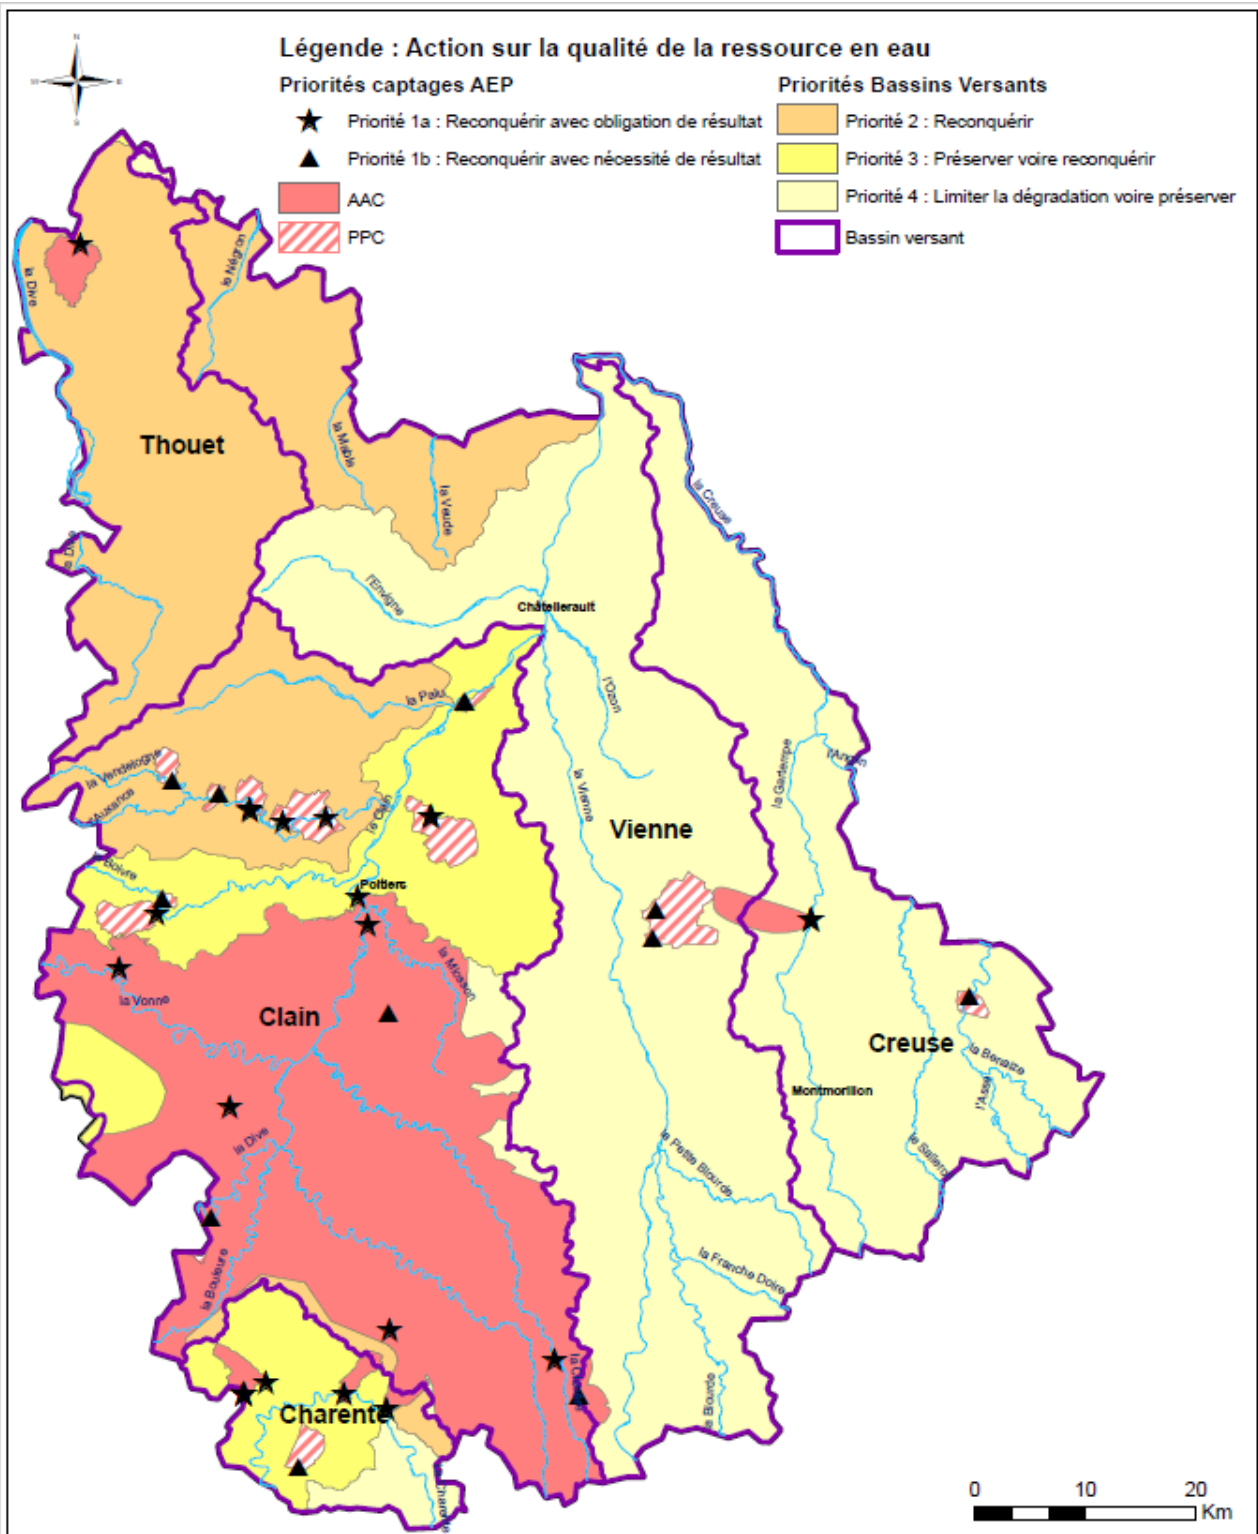 N
W
E
S
Légende : Action sur la qualité de la ressource en eau
Priorités captages AEP
Priorités Bassins Versants
Priorité 1a : Reconquérir avec obligation de résultat
Priorité 2 : Reconquérir
Priorité 1b : Reconquérir avec nécessité de résultat
Priorité 3 : Préserver voire reconquérir
AAC
Priorité 4 : Limiter la dégradation voire préserver
PPC
Bassin versant
le Négron
la Dive
Thouet
la Mable
la Veude
la Creuse
la Dive
l'Envigne
Châtellerault
l'Ozon
la Palu
la Vendelogne
l'Auxance
la Gartempe
l'Anglin
la Vienne
le Clain
Vienne
la Boivre
Poitiers
la Miosson
la Vonne
Clain
Creuse
la Benaize
l'Asse
Montmorillon
la Dive
la Petite Blourde
le Salleron
la Bouleure
la Franche Doire
la Blourde
Charente
la Charente
0 10 20
Km